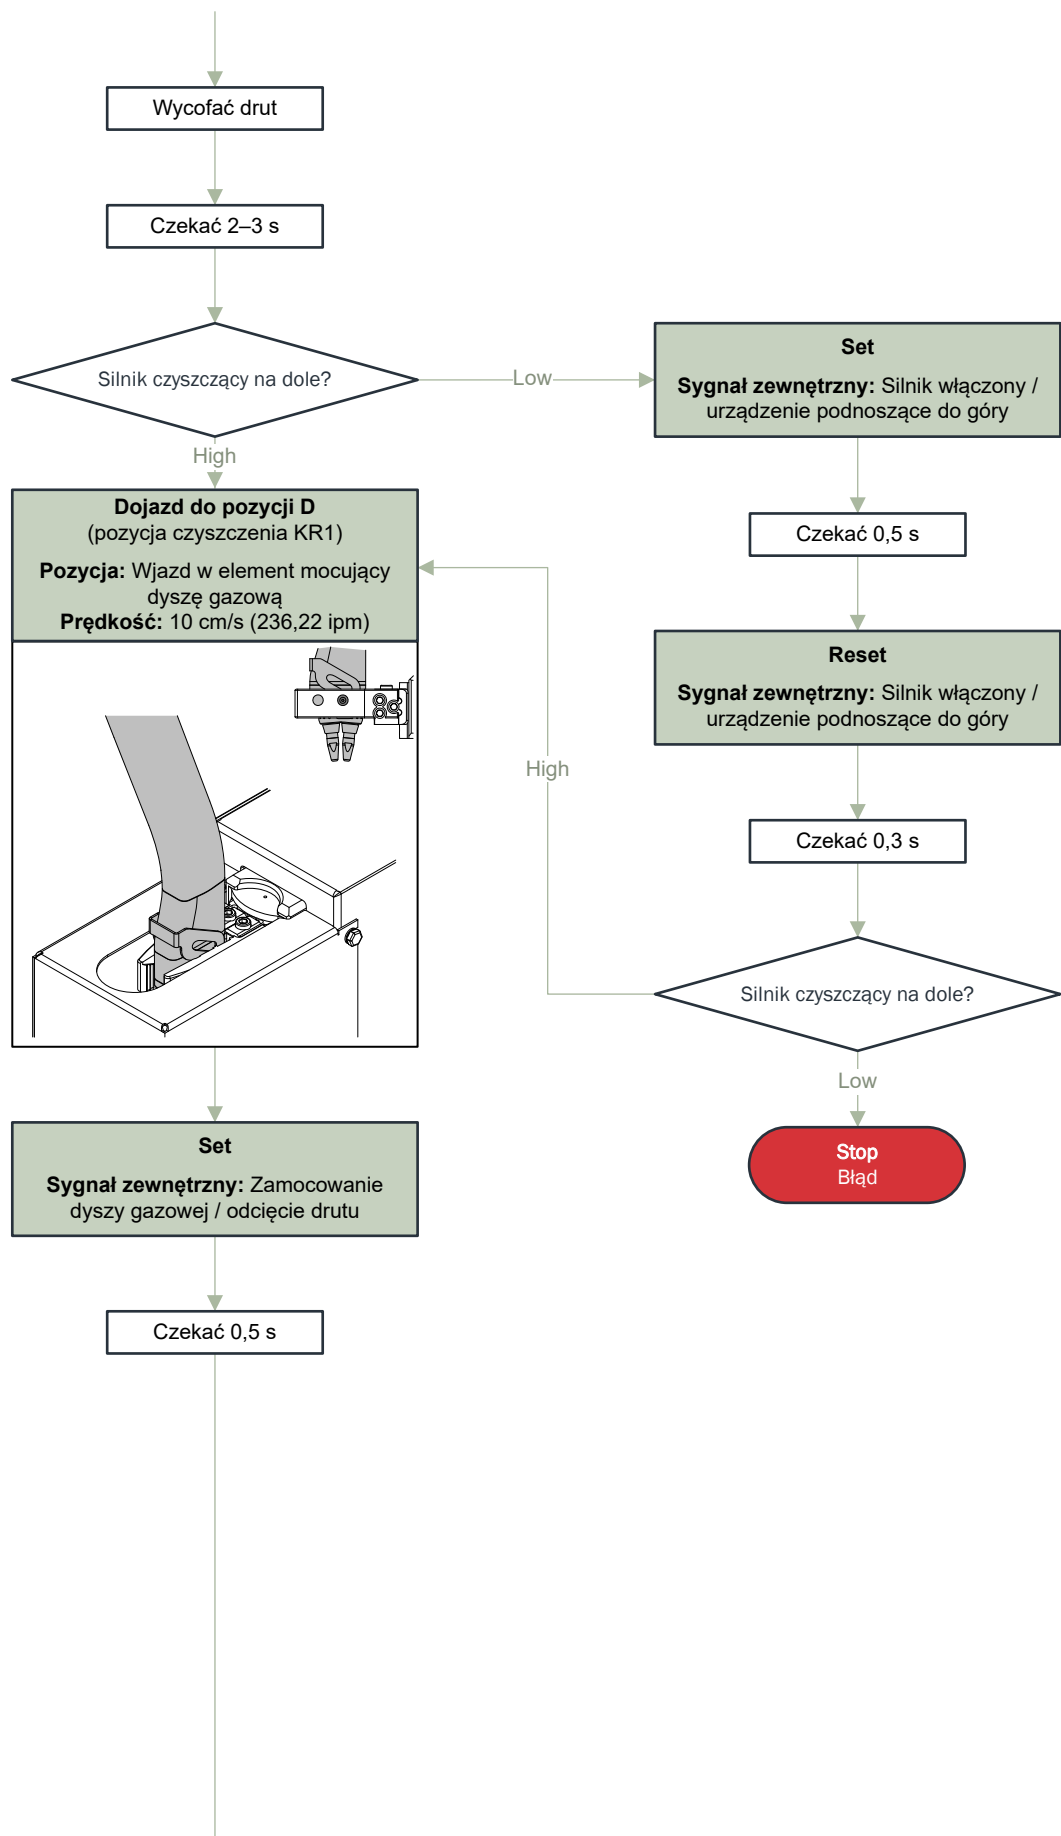 Wycofać drut
Czekać 2–3 s
Silnik czyszczący na dole?
Low
High
Dojazd do pozycji D
(pozycja czyszczenia KR1)
Pozycja: Wjazd w element mocujący
dyszę gazową
Prędkość: 10 cm/s (236,22 ipm)
Set
Sygnał zewnętrzny: Zamocowanie
dyszy gazowej / odcięcie drutu
Czekać 0,5 s
Set
Sygnał zewnętrzny: Silnik włączony /
urządzenie podnoszące do góry
Czekać 0,5 s
Reset
Sygnał zewnętrzny: Silnik włączony /
urządzenie podnoszące do góry
Czekać 0,3 s
Silnik czyszczący na dole?
High
Low
Stop
Błąd